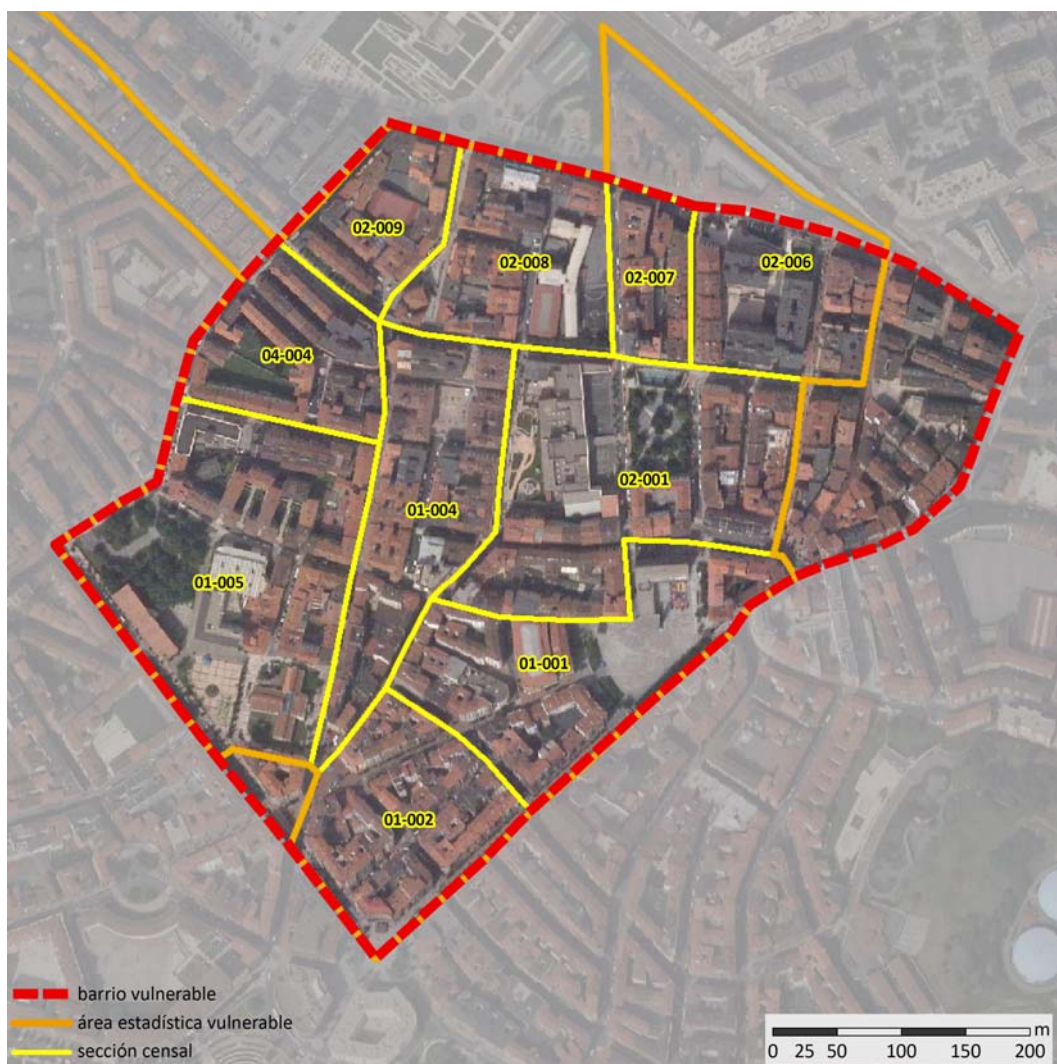 02-009
02-008
02-007
02-006
04-004
02-001
01-004
01-005
01-001
01-002
barrio vulnerable
área estadística vulnerable
sección censal
m
0 25 50 100 150 200